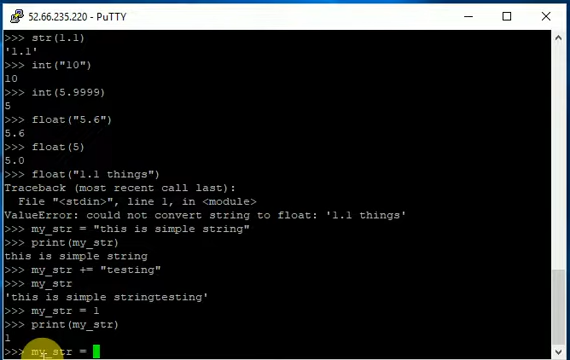 52.66.235.220 - PuTTY
>>> str(1.1)
'1.1'
>>> int("10")
10
>>> int(5.9999)
5
>>> float("5.6")
5.6
>>> float(5)
5.0
>>> float("1.1 things")
Traceback (most recent call last):
  File "<stdin>", line 1, in <module>
ValueError: could not convert string to float: '1.1 things'
>>> my_str = "this is simple string"
>>> print(my_str)
this is simple string
>>> my_str += "testing"
>>> my_str
'this is simple stringtesting'
>>> my_str = 1
>>> print(my_str)
1
>>> my_str =